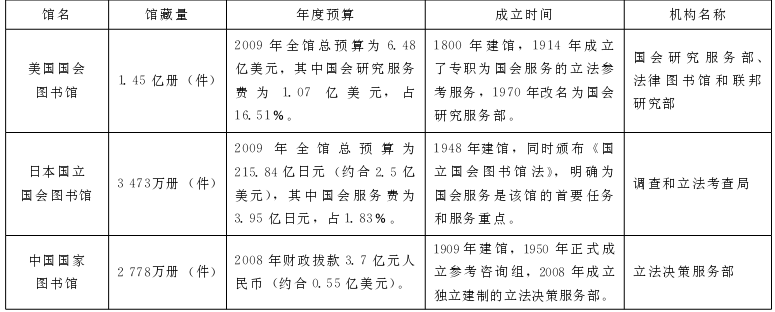 馆名 馆藏量 年度预算 成立时间 机构名称
美国国会
图书馆
1.45 亿册（件）
2009 年全馆总预算为 6.48
亿美元，其中国会研究服务
费为 1.07 亿美元，占
16.51%。
1800 年建馆，1914 年成立
了专职为国会服务的立法参
考服务，1970 年改名为国会
研究服务部。
国会研究服务部、
法律图书馆和联邦
研究部
日本国立
国会图书馆
3 473万册（件）
2009 年全馆总预算为
215.84 亿日元（约合 2.5 亿
美元），其中国会服务费为
3.95 亿日元，占 1.83%。
1948 年建馆，同时颁布《国
立国会图书馆法》，明确为
国会服务是该馆的首要任务
和服务重点。
调查和立法考查局
中国国家
图书馆
2 778万册（件）
2008 年财政拨款 3.7 亿元人
民币（约合 0.55 亿美元）。
1909 年建馆，1950 年正式成
立参考咨询组，2008 年成立
独立建制的立法决策服务部。
立法决策服务部